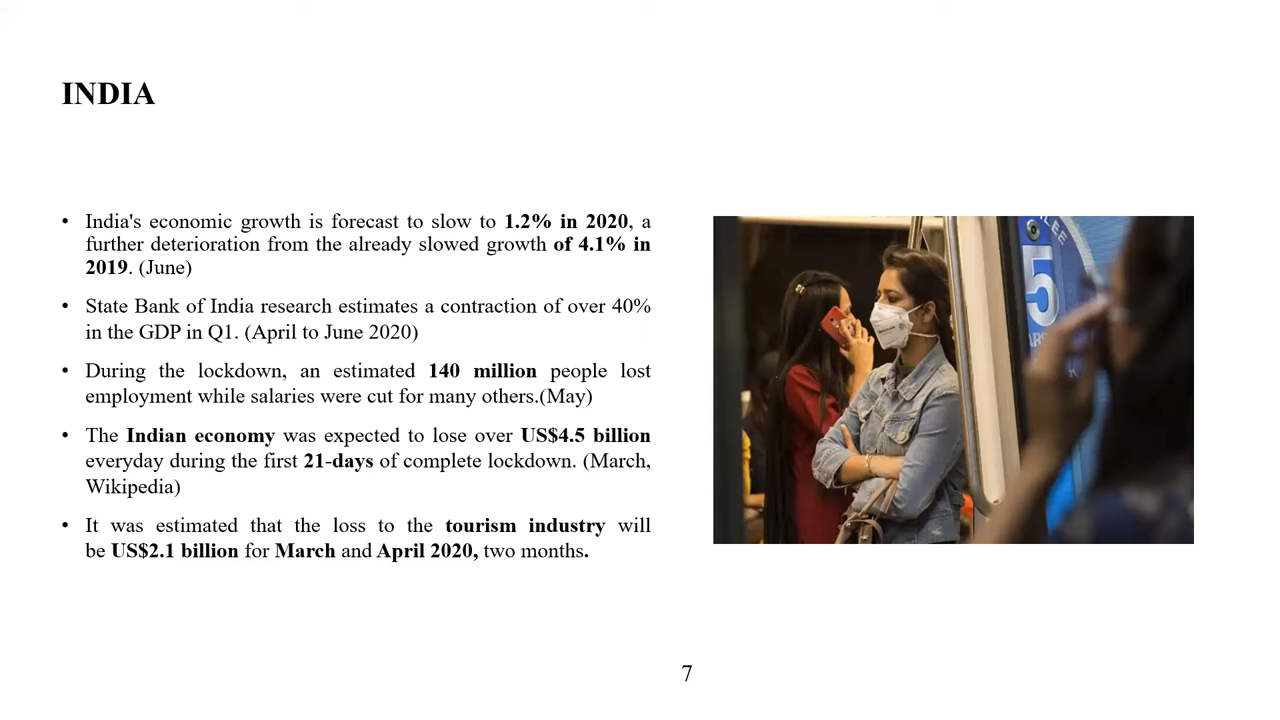 INDIA
• India's economic growth is forecast to slow to 1.2% in 2020, a
further deterioration from the already slowed growth of 4.1% in
2019. (June)
• State Bank of India research estimates a contraction of over 40%
in the GDP in Q1. (April to June 2020)
• During the lockdown, an estimated 140 million people lost
employment while salaries were cut for many others.(May)
• The Indian economy was expected to lose over US$4.5 billion
everyday during the first 21-days of complete lockdown. (March,
Wikipedia)
• It was estimated that the loss to the tourism industry will
be US$2.1 billion for March and April 2020, two months.
7